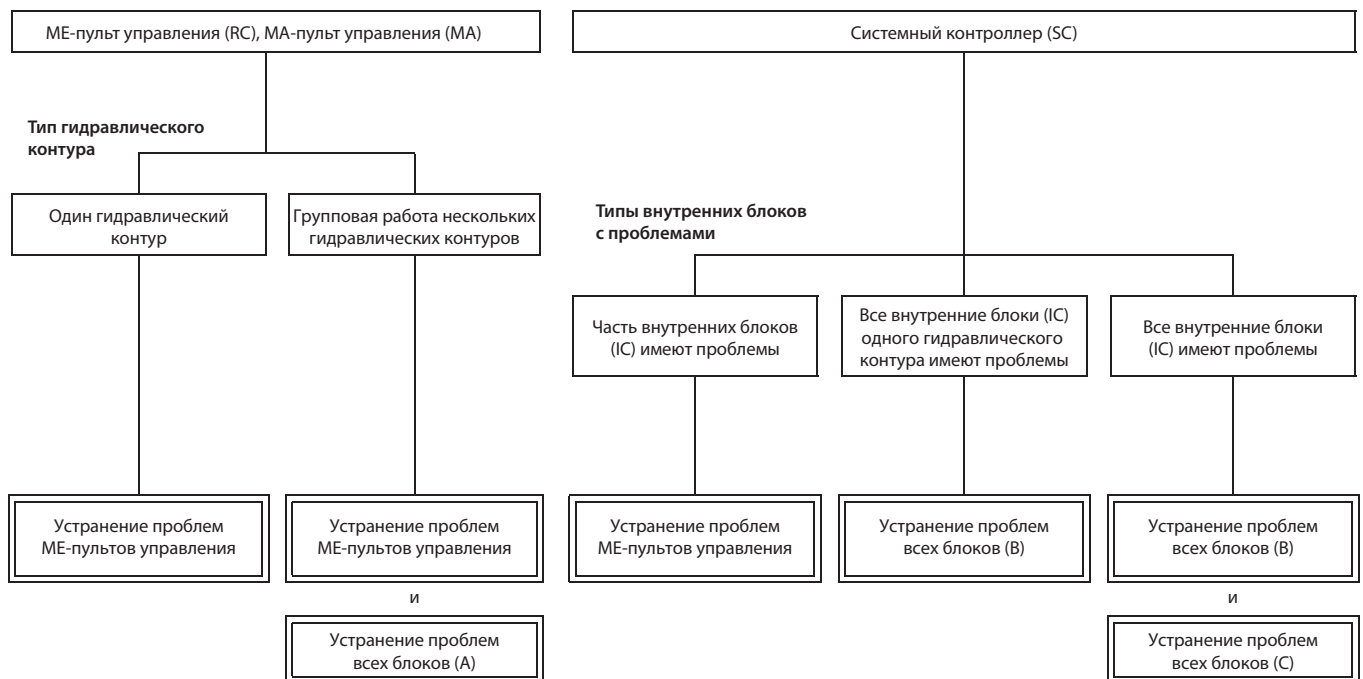 МЕ-пульт управления (RC), МА-пульт управления (МА)
Системный контроллер (SC)
Тип гидравлического
контура
Один гидравлический
контур
Групповая работа нескольких
гидравлических контуров
Типы внутренних блоков
с проблемами
Часть внутренних блоков
(IC) имеют проблемы
Все внутренние блоки (IC)
одного гидравлического
контура имеют проблемы
Все внутренние блоки
(IC) имеют проблемы
Устранение проблем
МЕ-пультов управления
Устранение проблем
МЕ-пультов управления
Устранение проблем
МЕ-пультов управления
Устранение проблем
всех блоков (B)
Устранение проблем
всех блоков (B)
и
и
Устранение проблем
всех блоков (A)
Устранение проблем
всех блоков (C)